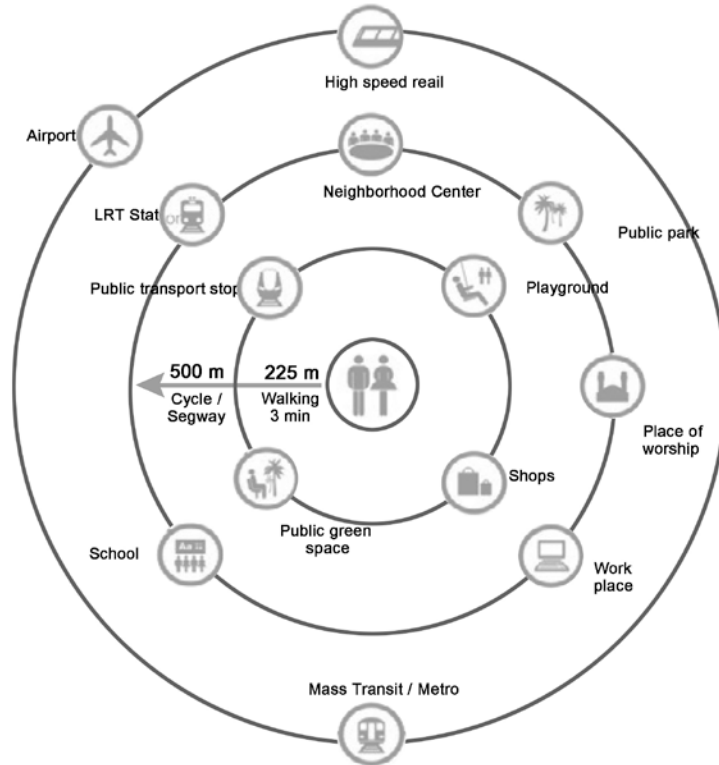 High speed reail
Airport
Neighborhood Center
LRT Station
Public park
Public transport stop
Playground
500 m
225 m
Cycle /
Segway
Walking
3 min
Place of
worship
Shops
Public green
space
School
Work
place
Mass Transit / Metro